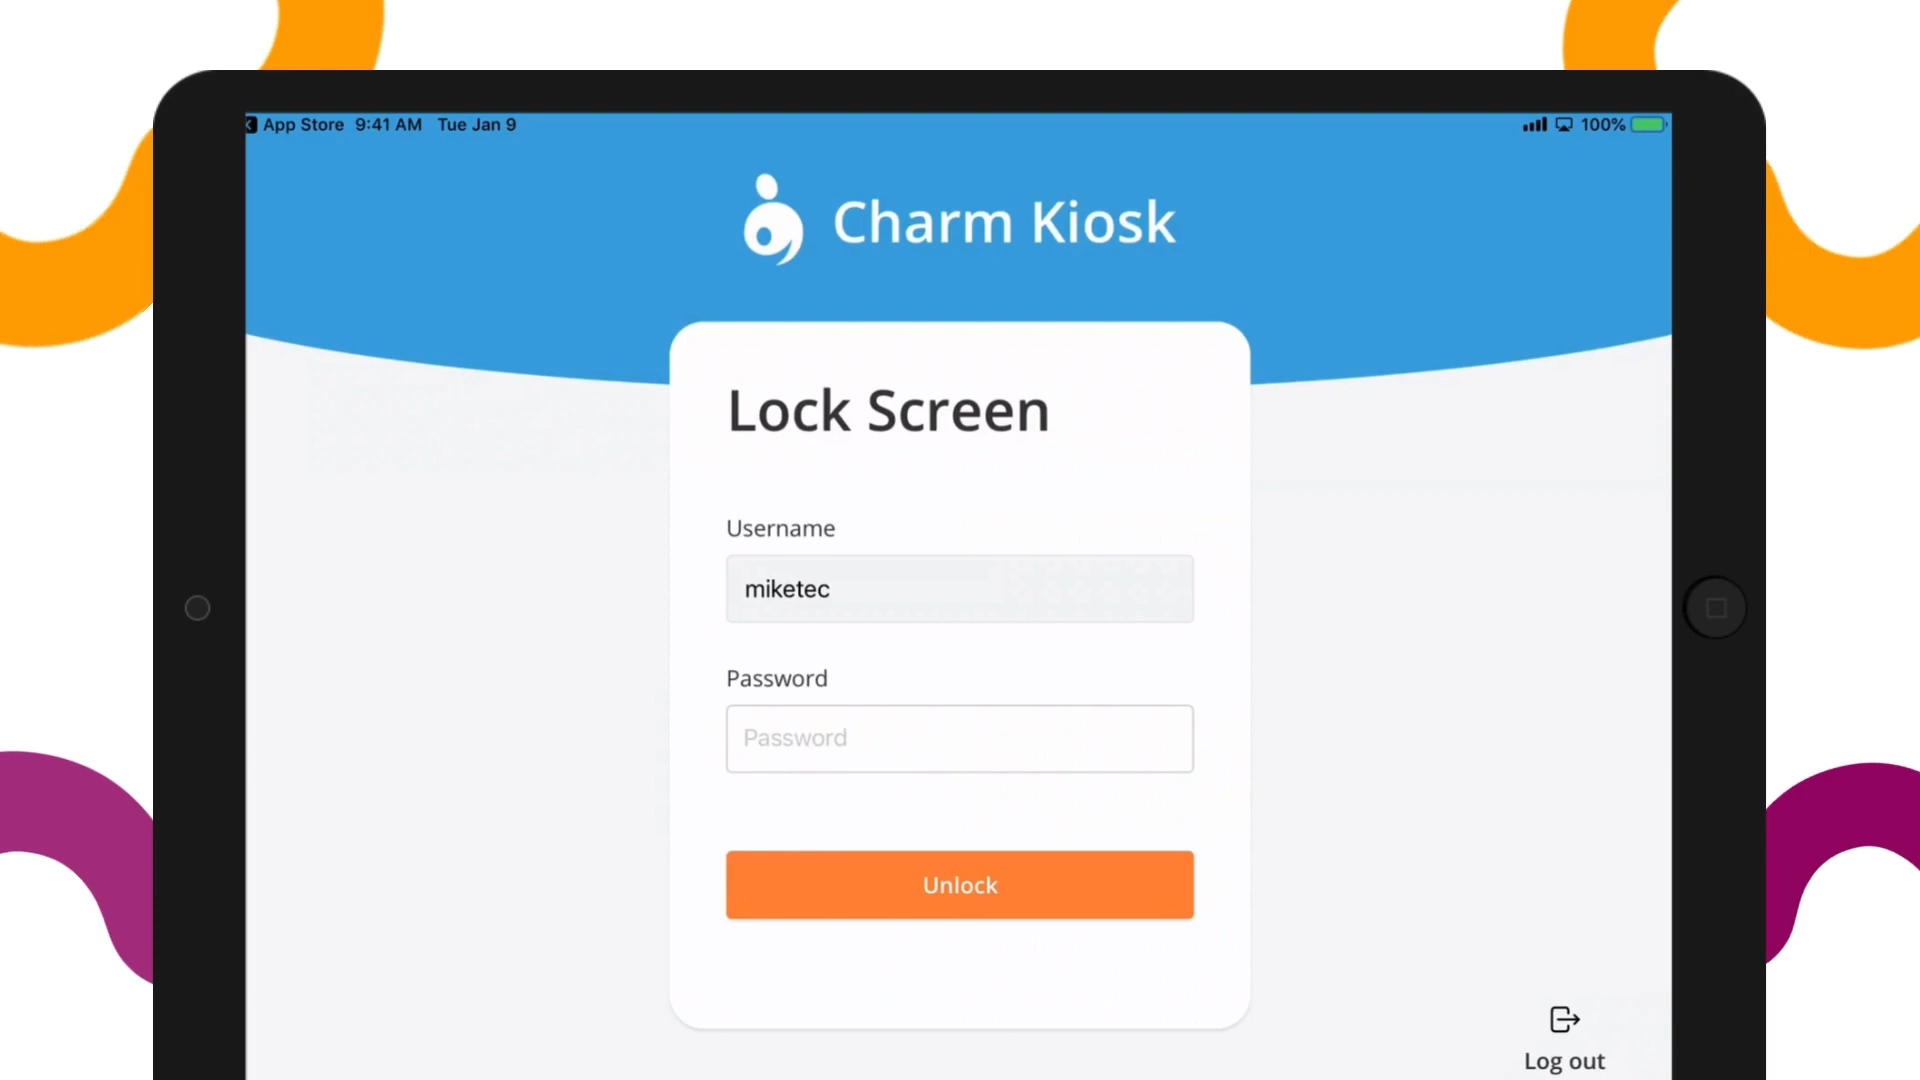 App Store 9:41 AM Tue Jan 9
100%
Charm Kiosk
Lock Screen
Username
miketec
Password
Password
Unlock
Log out